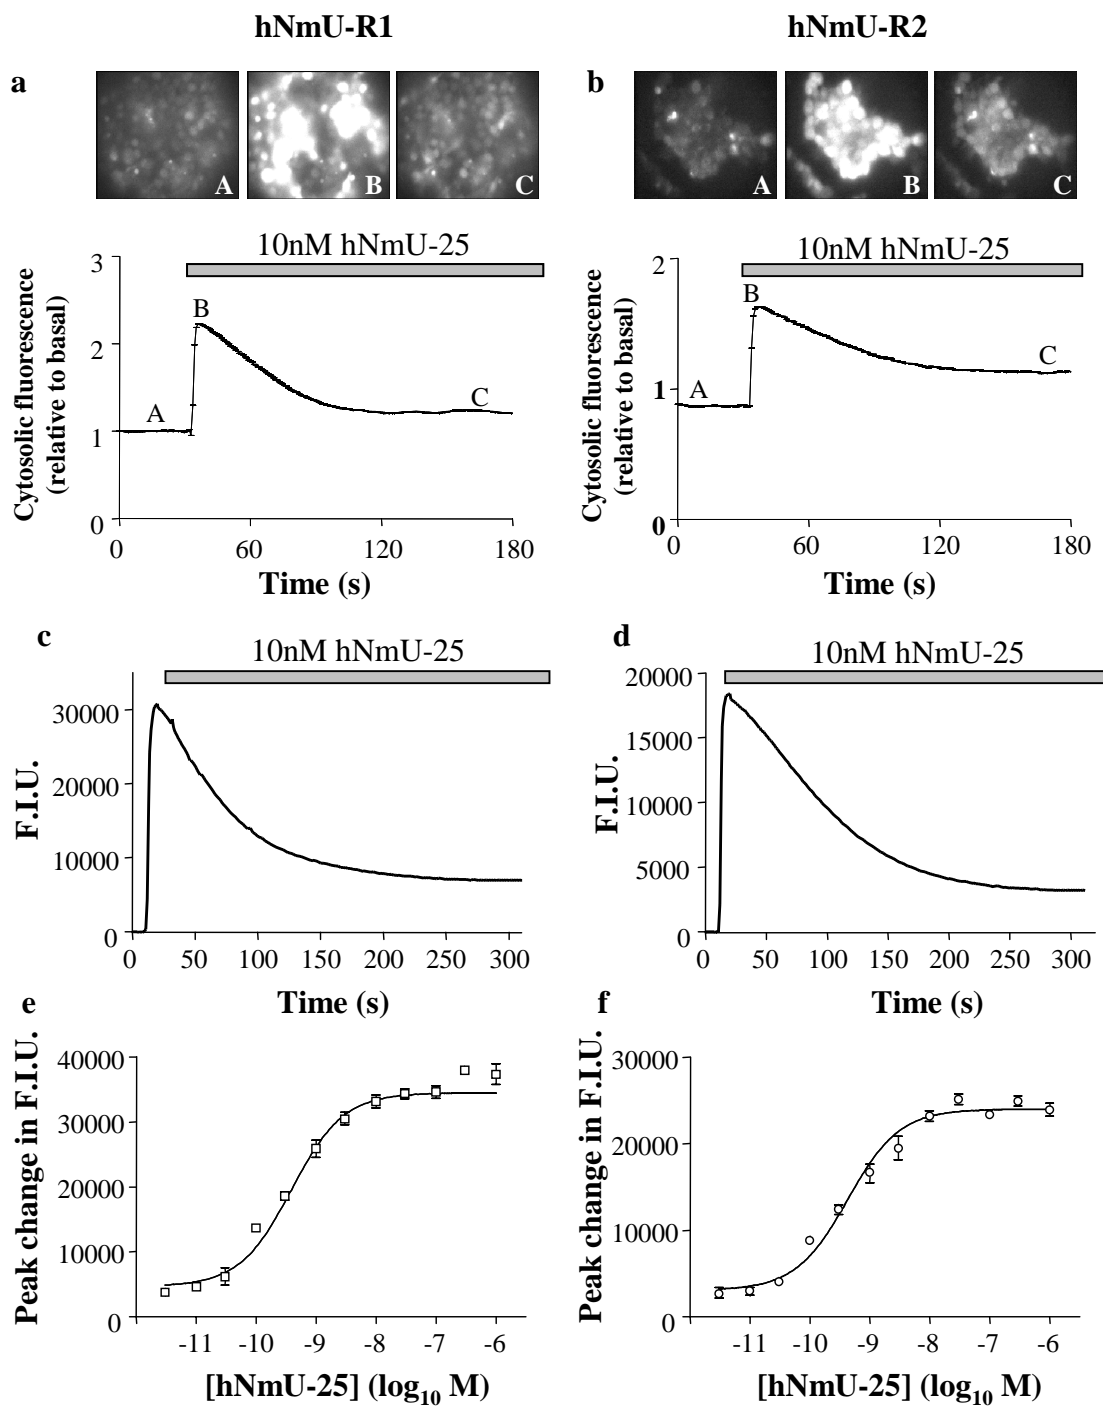 hNmU-R1
hNmU-R2
a
A
B
C
10nM hNmU-25
Cytosolic fluorescence
(relative to basal)
3
2
1
0
B
A
C
0 60 120 180
Time (s)
b
A
B
C
10nM hNmU-25
Cytosolic fluorescence
(relative to basal)
2
1
0
B
A
C
0 60 120 180
Time (s)
c
10nM hNmU-25
F.I.U.
30000
20000
10000
0
0 50 100 150 200 250 300
Time (s)
d
10nM hNmU-25
F.I.U.
20000
15000
10000
5000
0
0 50 100 150 200 250 300
Time (s)
e
Peak change in F.I.U.
40000
30000
20000
10000
0
-11 -10 -9 -8 -7 -6
[hNmU-25] (log10 M)
f
Peak change in F.I.U.
30000
20000
10000
0
-11 -10 -9 -8 -7 -6
[hNmU-25] (log10 M)